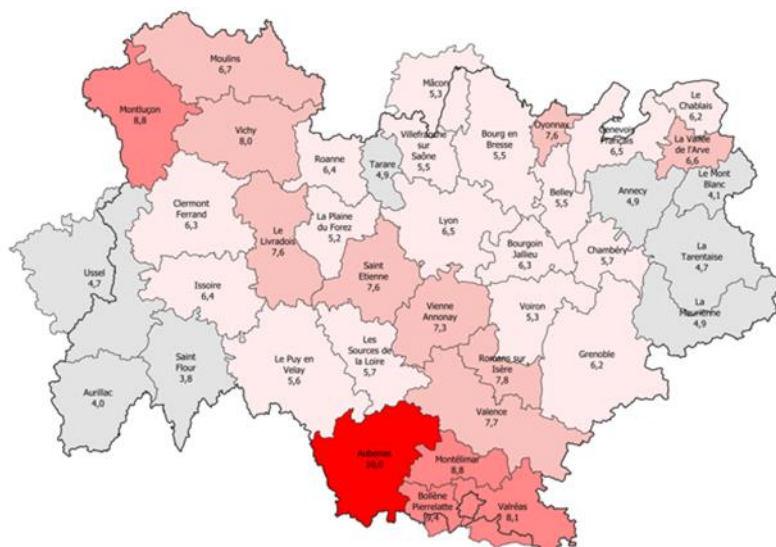 Moulins
6,7
Montluçon
8,8
Vichy
8,0
Mâcon
5,3
Roanne
6,4
Tarare
4,9
Villefranche
sur
Saône
5,5
Bourg en
Bresse
5,5
Oyonnax
7,6
Le
Genevois
Français
6,5
Le
Chablais
6,2
La Vallée
de l'Arve
6,6
Le Mont
Blanc
4,1
Annecy
4,9
Belley
5,5
Clermont
Ferrand
6,3
Le
Livradois
7,6
La Plaine
du Forez
5,2
Lyon
6,5
Bourgoin
Jallieu
6,3
Chambéry
5,7
La
Tarentaise
4,7
Ussel
4,7
Issoire
6,4
Saint
Etienne
7,6
Vienne
Annonay
7,3
Voiron
5,3
La
Maurienne
4,9
Saint
Flour
3,8
Aurillac
4,0
Le Puy en
Velay
5,6
Les
Sources de
la Loire
5,7
Romans sur
Isère
7,8
Grenoble
6,2
Valence
7,7
Aubenas
10,0
Montélimar
8,8
Bollène
Pierrelatte
9,4
Valréas
8,1